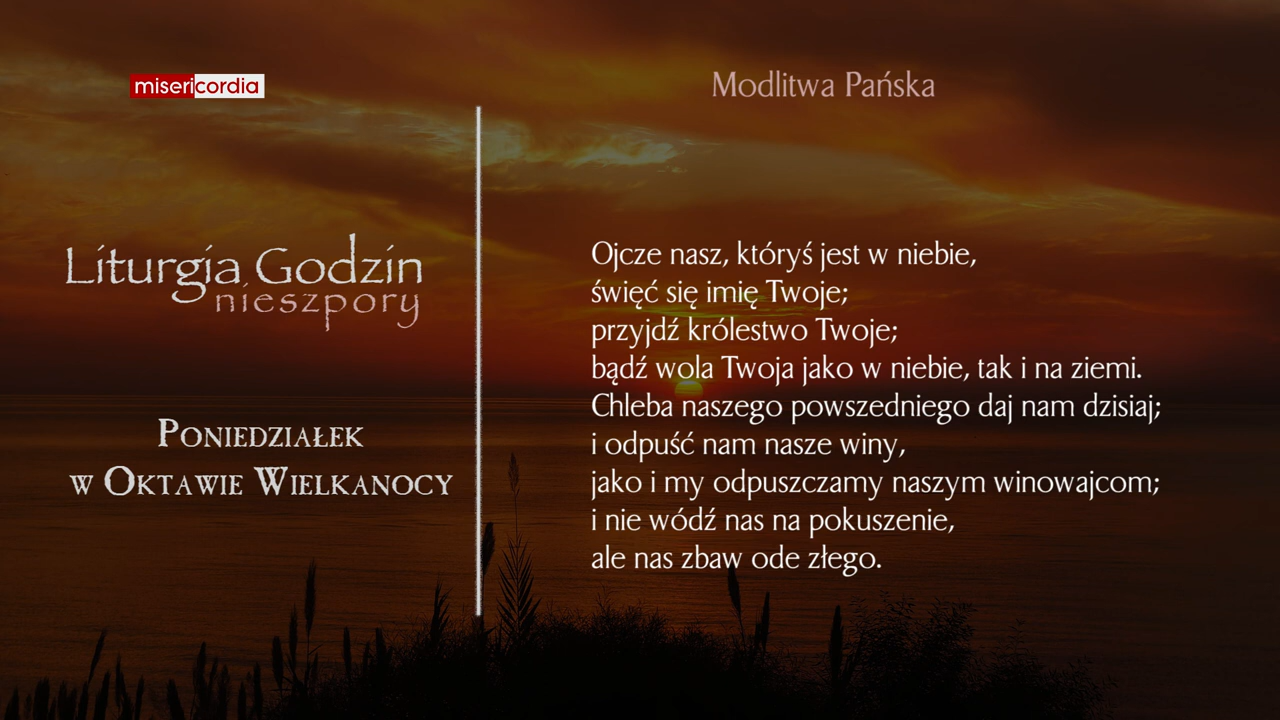 misericordia
Liturgia Godzin
nieszpory
Poniedziałek
w Oktawie Wielkanocy
Modlitwa Pańska
Ojcze nasz, któryś jest w niebie,
święć się imię Twoje;
przyjdź królestwo Twoje;
bądź wola Twoja jako w niebie, tak i na ziemi.
Chleba naszego powszedniego daj nam dzisiaj;
i odpuść nam nasze winy,
jako i my odpuszczamy naszym winowajcom;
i nie wódź nas na pokuszenie,
ale nas zbaw ode złego.